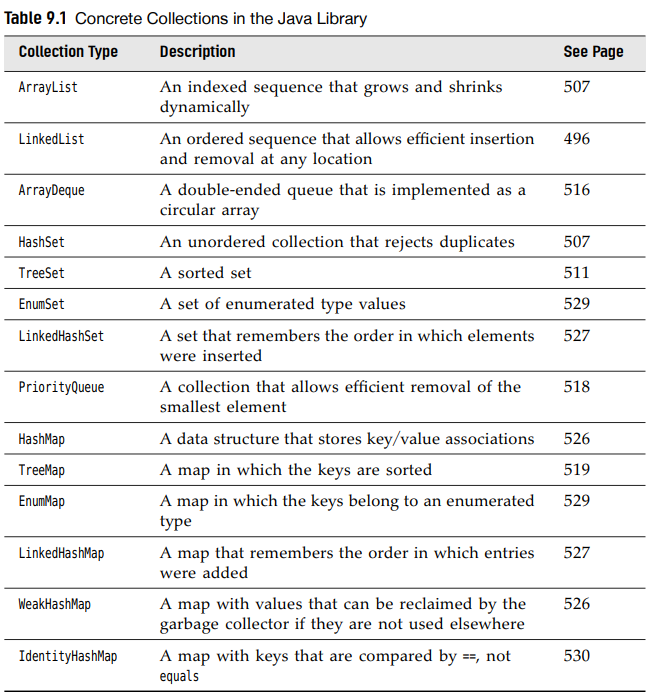 Table 9.1 Concrete Collections in the Java Library
Collection Type Description See Page
ArrayList An indexed sequence that grows and shrinks 507
dynamically
LinkedList An ordered sequence that allows efficient insertion 496
and removal at any location
ArrayDeque A double-ended queue that is implemented as a 516
circular array
HashSet An unordered collection that rejects duplicates 507
TreeSet A sorted set 511
EnumSet A set of enumerated type values 529
LinkedHashSet A set that remembers the order in which elements 527
were inserted
PriorityQueue A collection that allows efficient removal of the 518
smallest element
HashMap A data structure that stores key/value associations 526
TreeMap A map in which the keys are sorted 519
EnumMap A map in which the keys belong to an enumerated 529
type
LinkedHashMap A map that remembers the order in which entries 527
were added
WeakHashMap A map with values that can be reclaimed by the 526
garbage collector if they are not used elsewhere
IdentityHashMap A map with keys that are compared by ==, not 530
equals